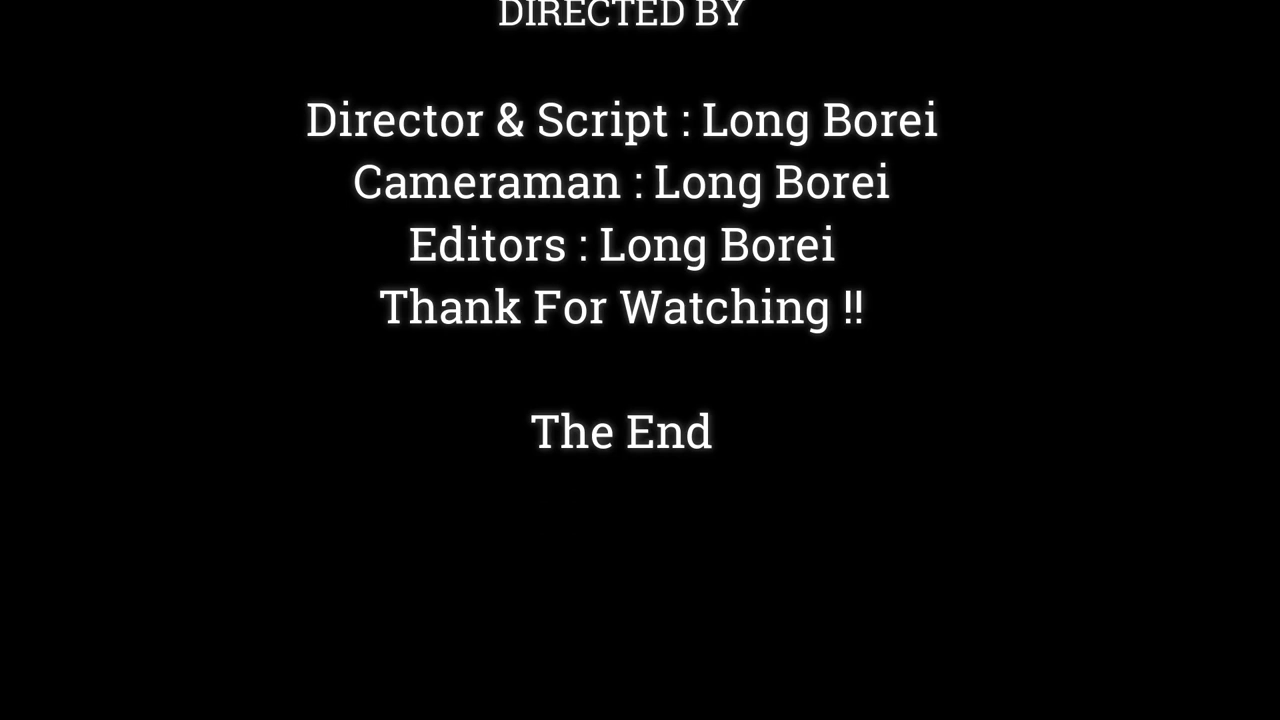 DIRECTED BY
Director & Script : Long Borei
Cameraman : Long Borei
Editors : Long Borei
Thank For Watching !!
The End